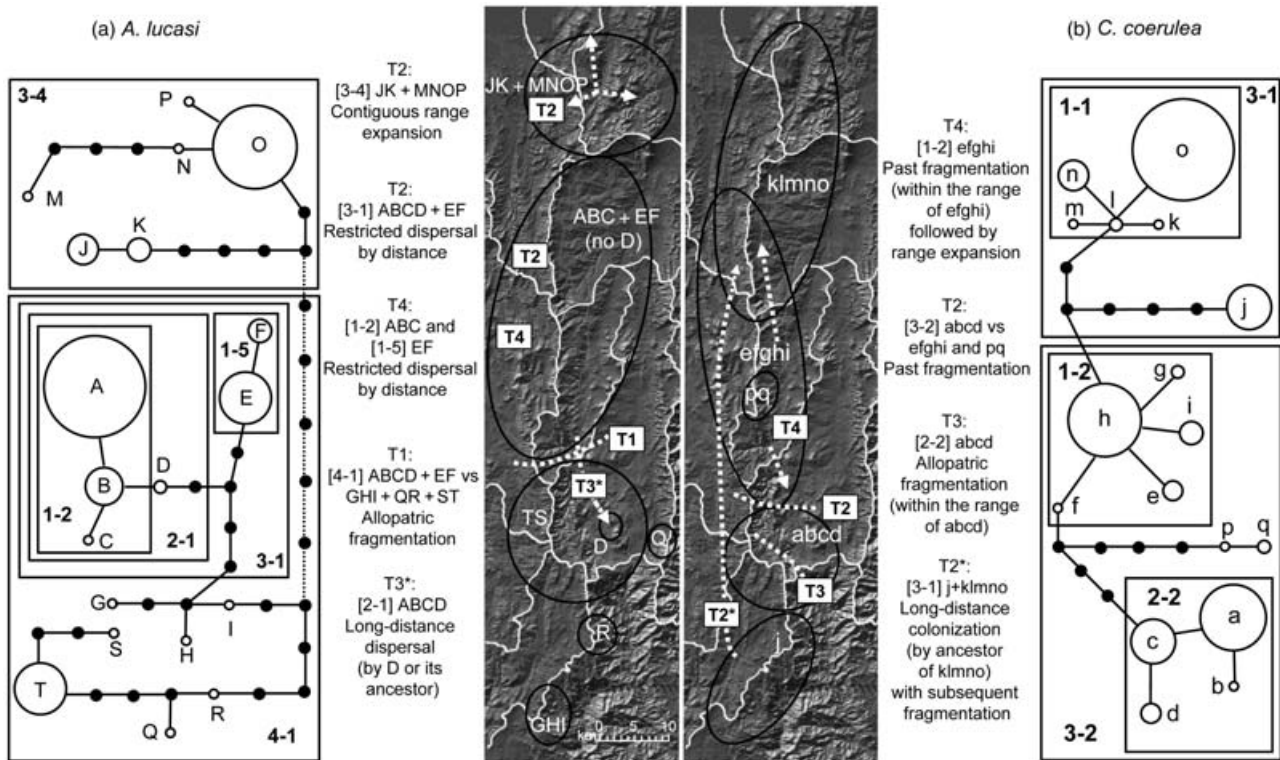 (a) A. lucasi
3-4
P
O
N
M
K
J
F
1-5
A
E
D
B
1-2
C
2-1
3-1
G
I
S
H
T
R
Q
4-1
T2:
[3-4] JK + MNOP
Contiguous range
expansion
T2:
[3-1] ABCD + EF
Restricted dispersal
by distance
T4:
[1-2] ABC and
[1-5] EF
Restricted dispersal
by distance
T1:
[4-1] ABCD + EF vs
GHI + QR + ST
Allopatric
fragmentation
T3*:
[2-1] ABCD
Long-distance
dispersal
(by D or its
ancestor)
JK + MNOP
T2
ABC + EF
(no D)
T2
T4
T1
T3*
TS
D
Q
R
GHI
0 10
km
klmno
efghi
pq
T4
T2
abcd
T3
T2*
j
T4:
[1-2] efghi
Past fragmentation
(within the range
of efghi)
followed by
range expansion
T2:
[3-2] abcd vs
efghi and pq
Past fragmentation
T3:
[2-2] abcd
Allopatric
fragmentation
(within the range
of abcd)
T2*:
[3-1] j+klmno
Long-distance
colonization
(by ancestor
of klmno)
with subsequent
fragmentation
(b) C. coerulea
1-1
3-1
o
n
l
m
k
j
1-2
g
h
i
e
f
p
q
2-2
a
c
b
d
3-2